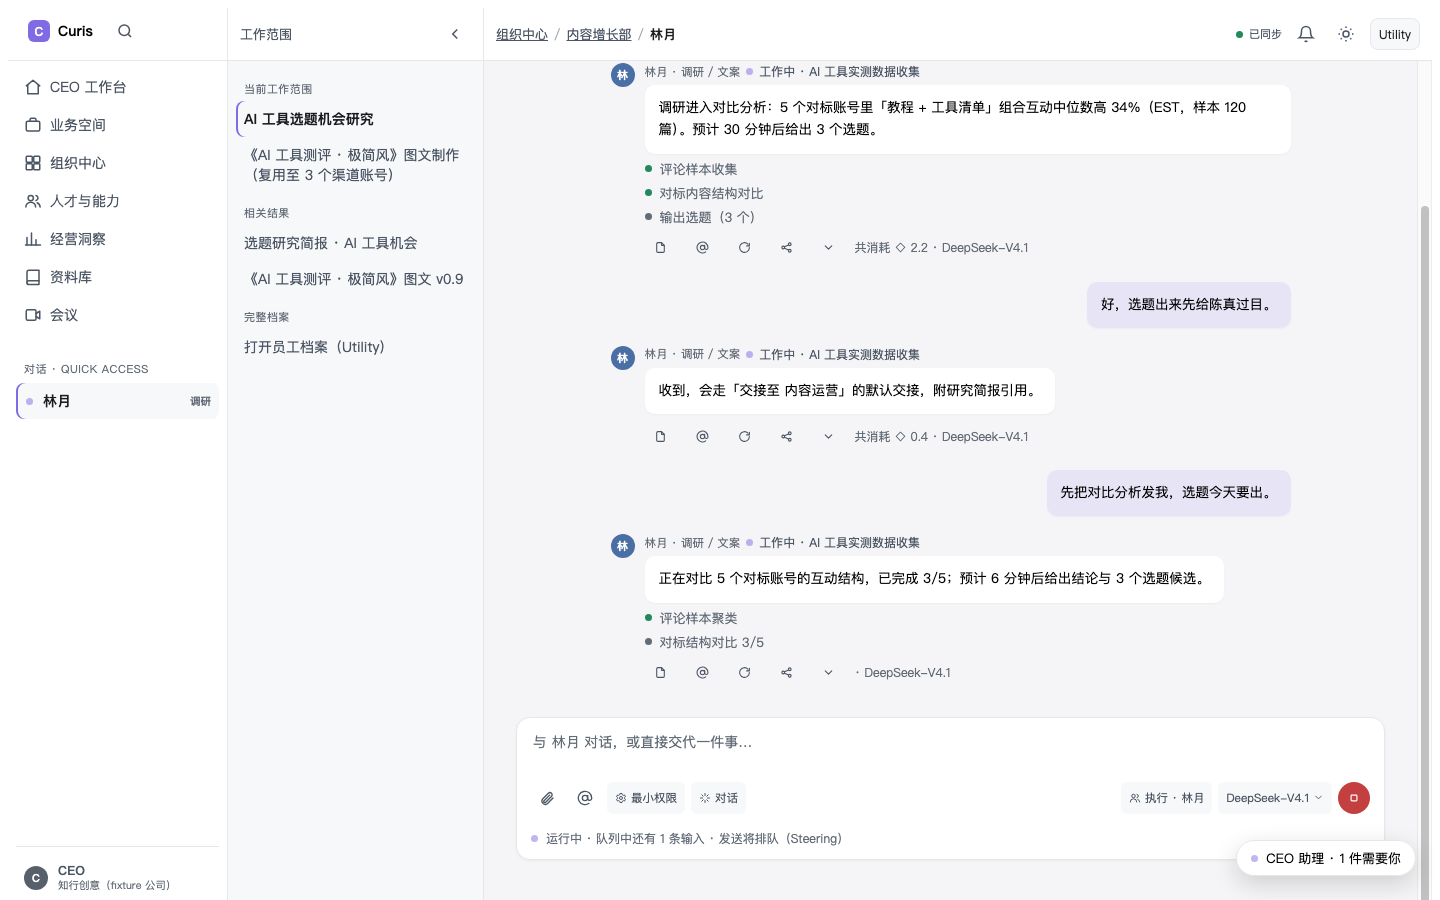 C Curis
CEO 工作台
业务空间
组织中心
人才与能力
经营洞察
资料库
会议
对话 · QUICK ACCESS
林月 调研
C CEO
知行创意（fixture 公司）
工作范围
当前工作范围
AI 工具选题机会研究
《AI 工具测评 · 极简风》图文制作
（复用至 3 个渠道账号）
相关结果
选题研究简报 · AI 工具机会
《AI 工具测评 · 极简风》图文 v0.9
完整档案
打开员工档案（Utility）
组织中心 / 内容增长部 / 林月
已同步
Utility
林 林月 · 调研 / 文案 工作中 · AI 工具实测数据收集
调研进入对比分析：5 个对标账号里「教程 + 工具清单」组合互动中位数高 34%（EST，样本 120
篇）。预计 30 分钟后给出 3 个选题。
评论样本收集
对标内容结构对比
输出选题（3 个）
共消耗 ◇ 2.2 · DeepSeek-V4.1
好，选题出来先给陈真过目。
林 林月 · 调研 / 文案 工作中 · AI 工具实测数据收集
收到，会走「交接至 内容运营」的默认交接，附研究简报引用。
共消耗 ◇ 0.4 · DeepSeek-V4.1
先把对比分析发我，选题今天要出。
林 林月 · 调研 / 文案 工作中 · AI 工具实测数据收集
正在对比 5 个对标账号的互动结构，已完成 3/5；预计 6 分钟后给出结论与 3 个选题候选。
评论样本聚类
对标结构对比 3/5
· DeepSeek-V4.1
与 林月 对话，或直接交代一件事...
最小权限 对话 执行 · 林月 DeepSeek-V4.1
运行中 · 队列中还有 1 条输入 · 发送将排队（Steering）
CEO 助理 · 1 件需要你